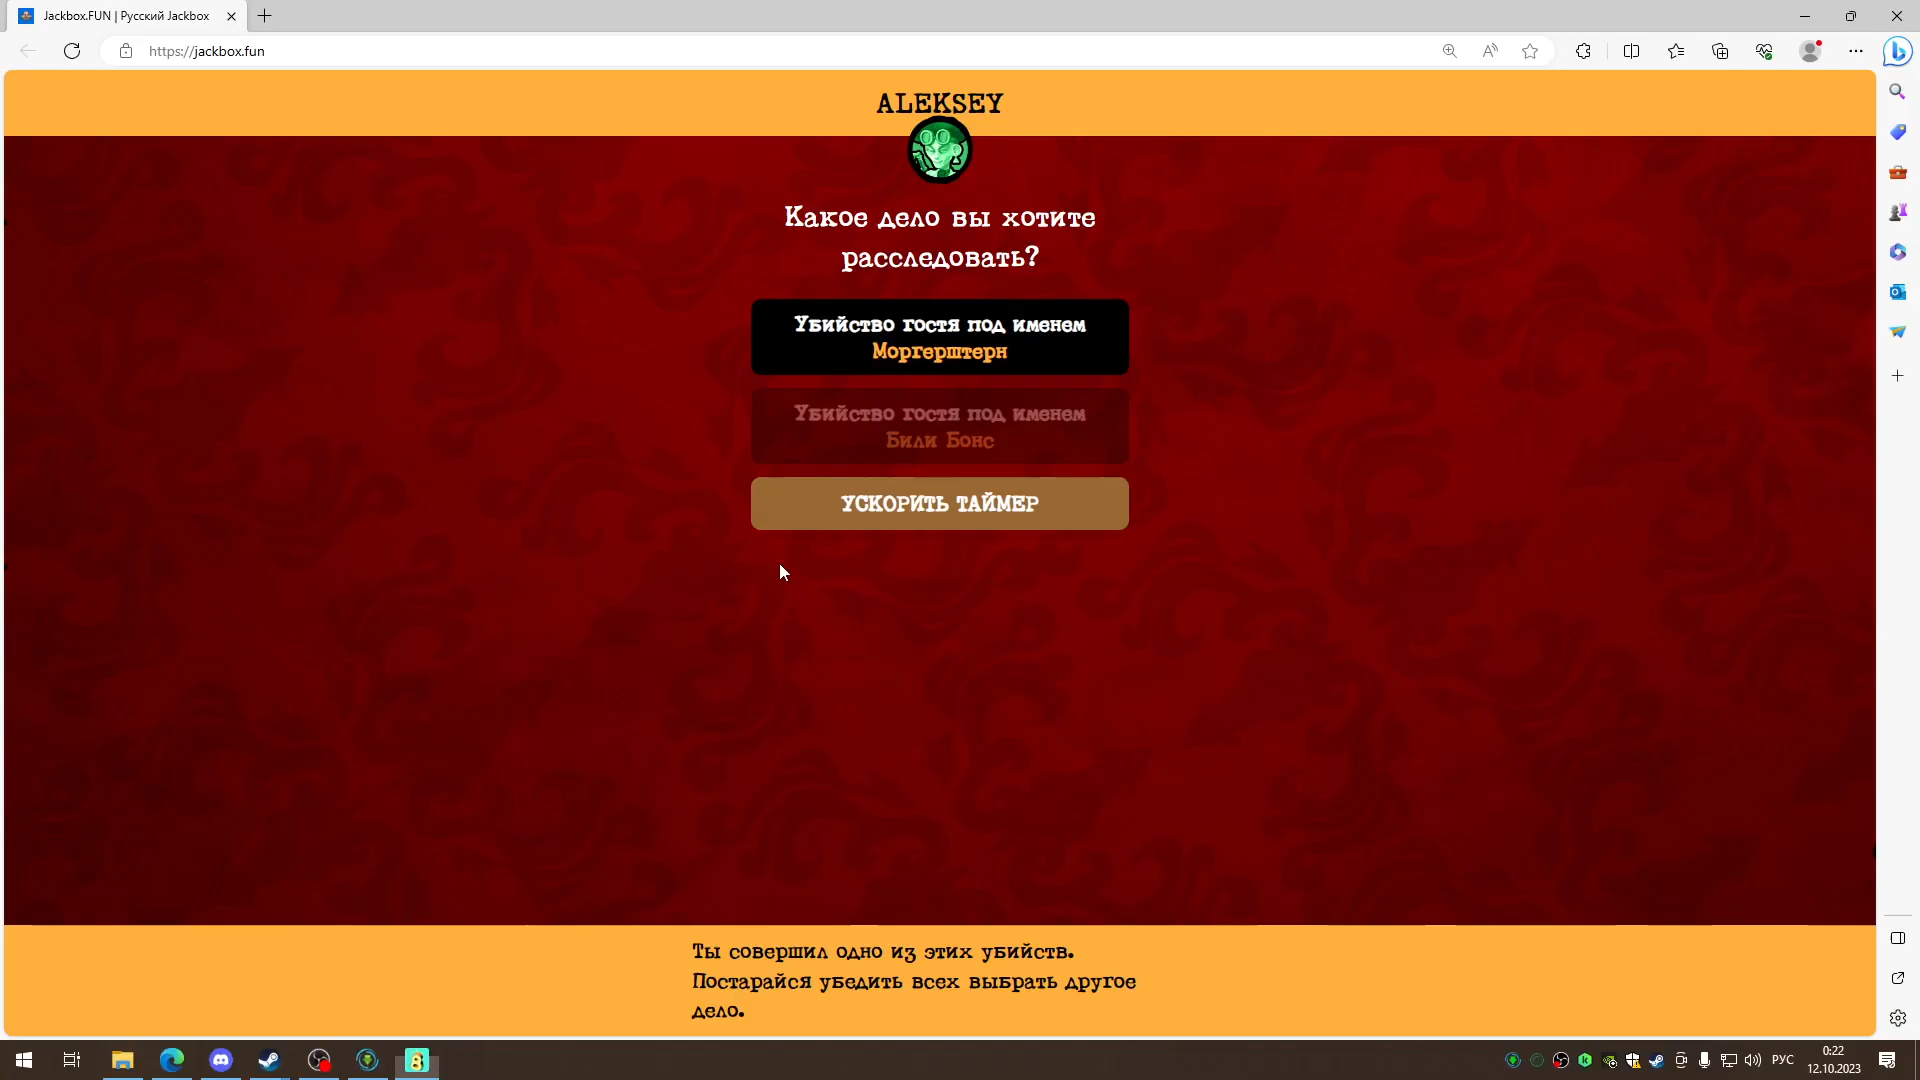 Jackbox.FUN | Русский Jackbox
https://jackbox.fun
ALEKSEY
Какое дело вы хотите
расследовать?
Убийство гостя под именем
Моргерштерн
Убийство гостя под именем
Били Бонс
УСКОРИТЬ ТАЙМЕР
Ты совершил одно из этих убийств.
Постарайся убедить всех выбрать другое
дело.
РУС
0:22
12.10.2023